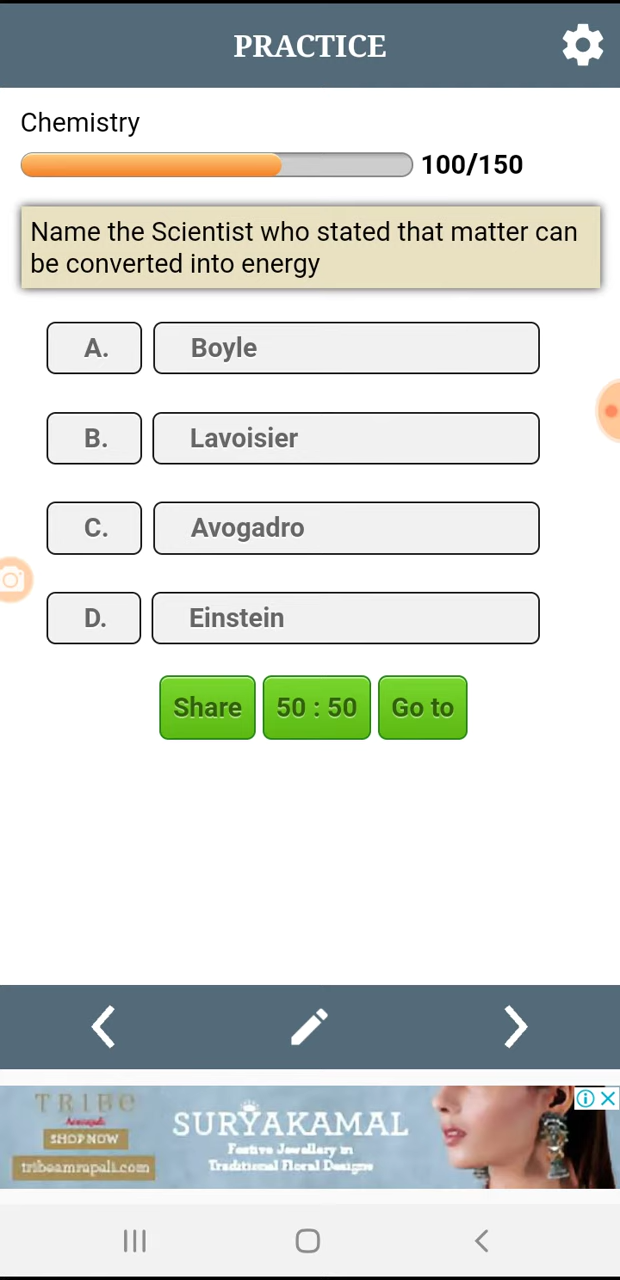 PRACTICE
Chemistry
100/150
Name the Scientist who stated that matter can
be converted into energy
A. Boyle
B. Lavoisier
C. Avogadro
D. Einstein
Share 50 : 50 Go to
TRIBE
Amrapali
SHOP NOW
tribeamrapali.com
SURYAKAMAL
Festive Jewellery in
Traditional Floral Designs